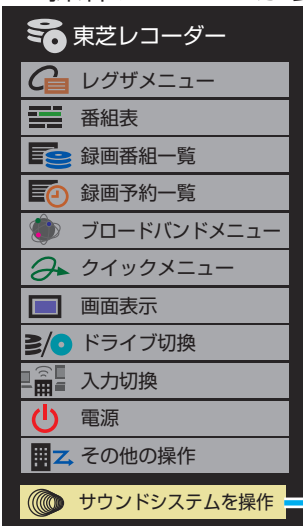 東芝レコーダー
レグザメニュー
番組表
録画番組一覧
録画予約一覧
ブロードバンドメニュー
クイックメニュー
画面表示
ドライブ切換
入力切換
電源
その他の操作
サウンドシステムを操作